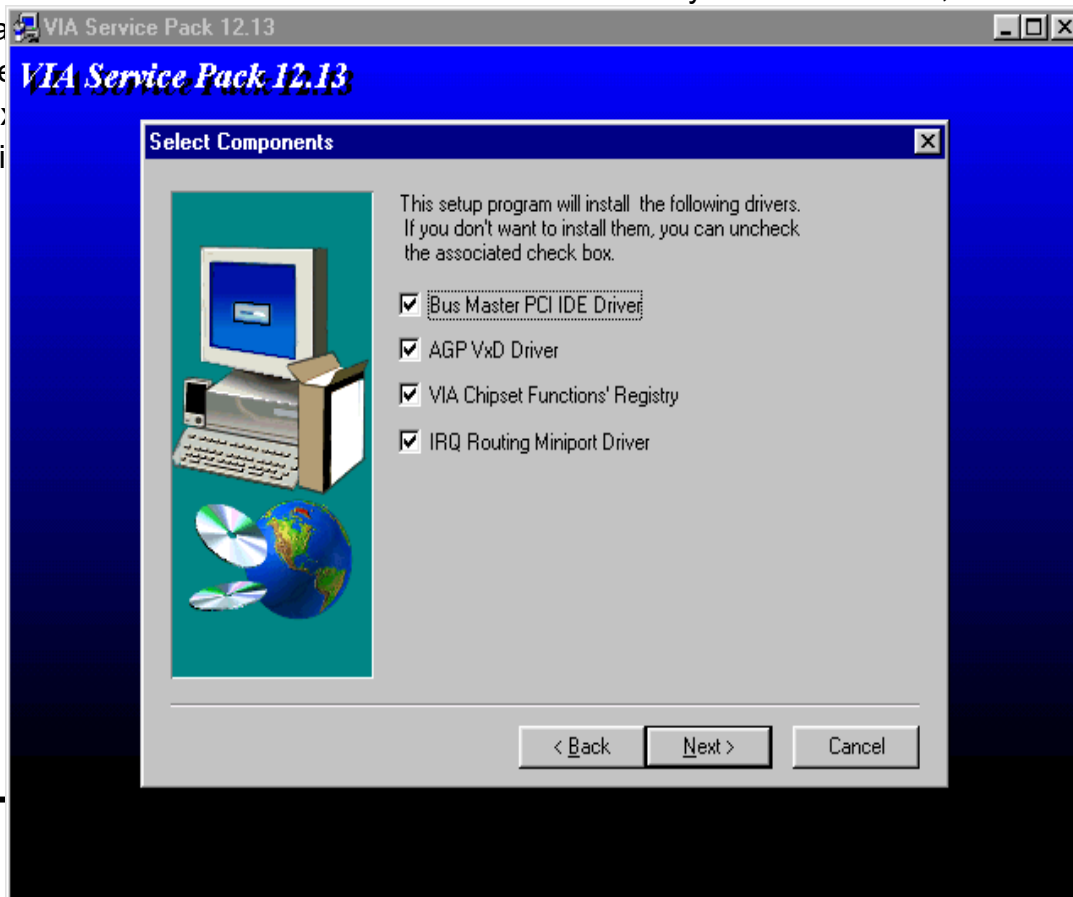 VIA Service Pack 12.13
VIA Service Pack 12.13
Select Components
This setup program will install the following drivers.
If you don't want to install them, you can uncheck
the associated check box.
Bus Master PCI IDE Driver
AGP VxD Driver
VIA Chipset Functions' Registry
IRQ Routing Miniport Driver
< Back Next > Cancel